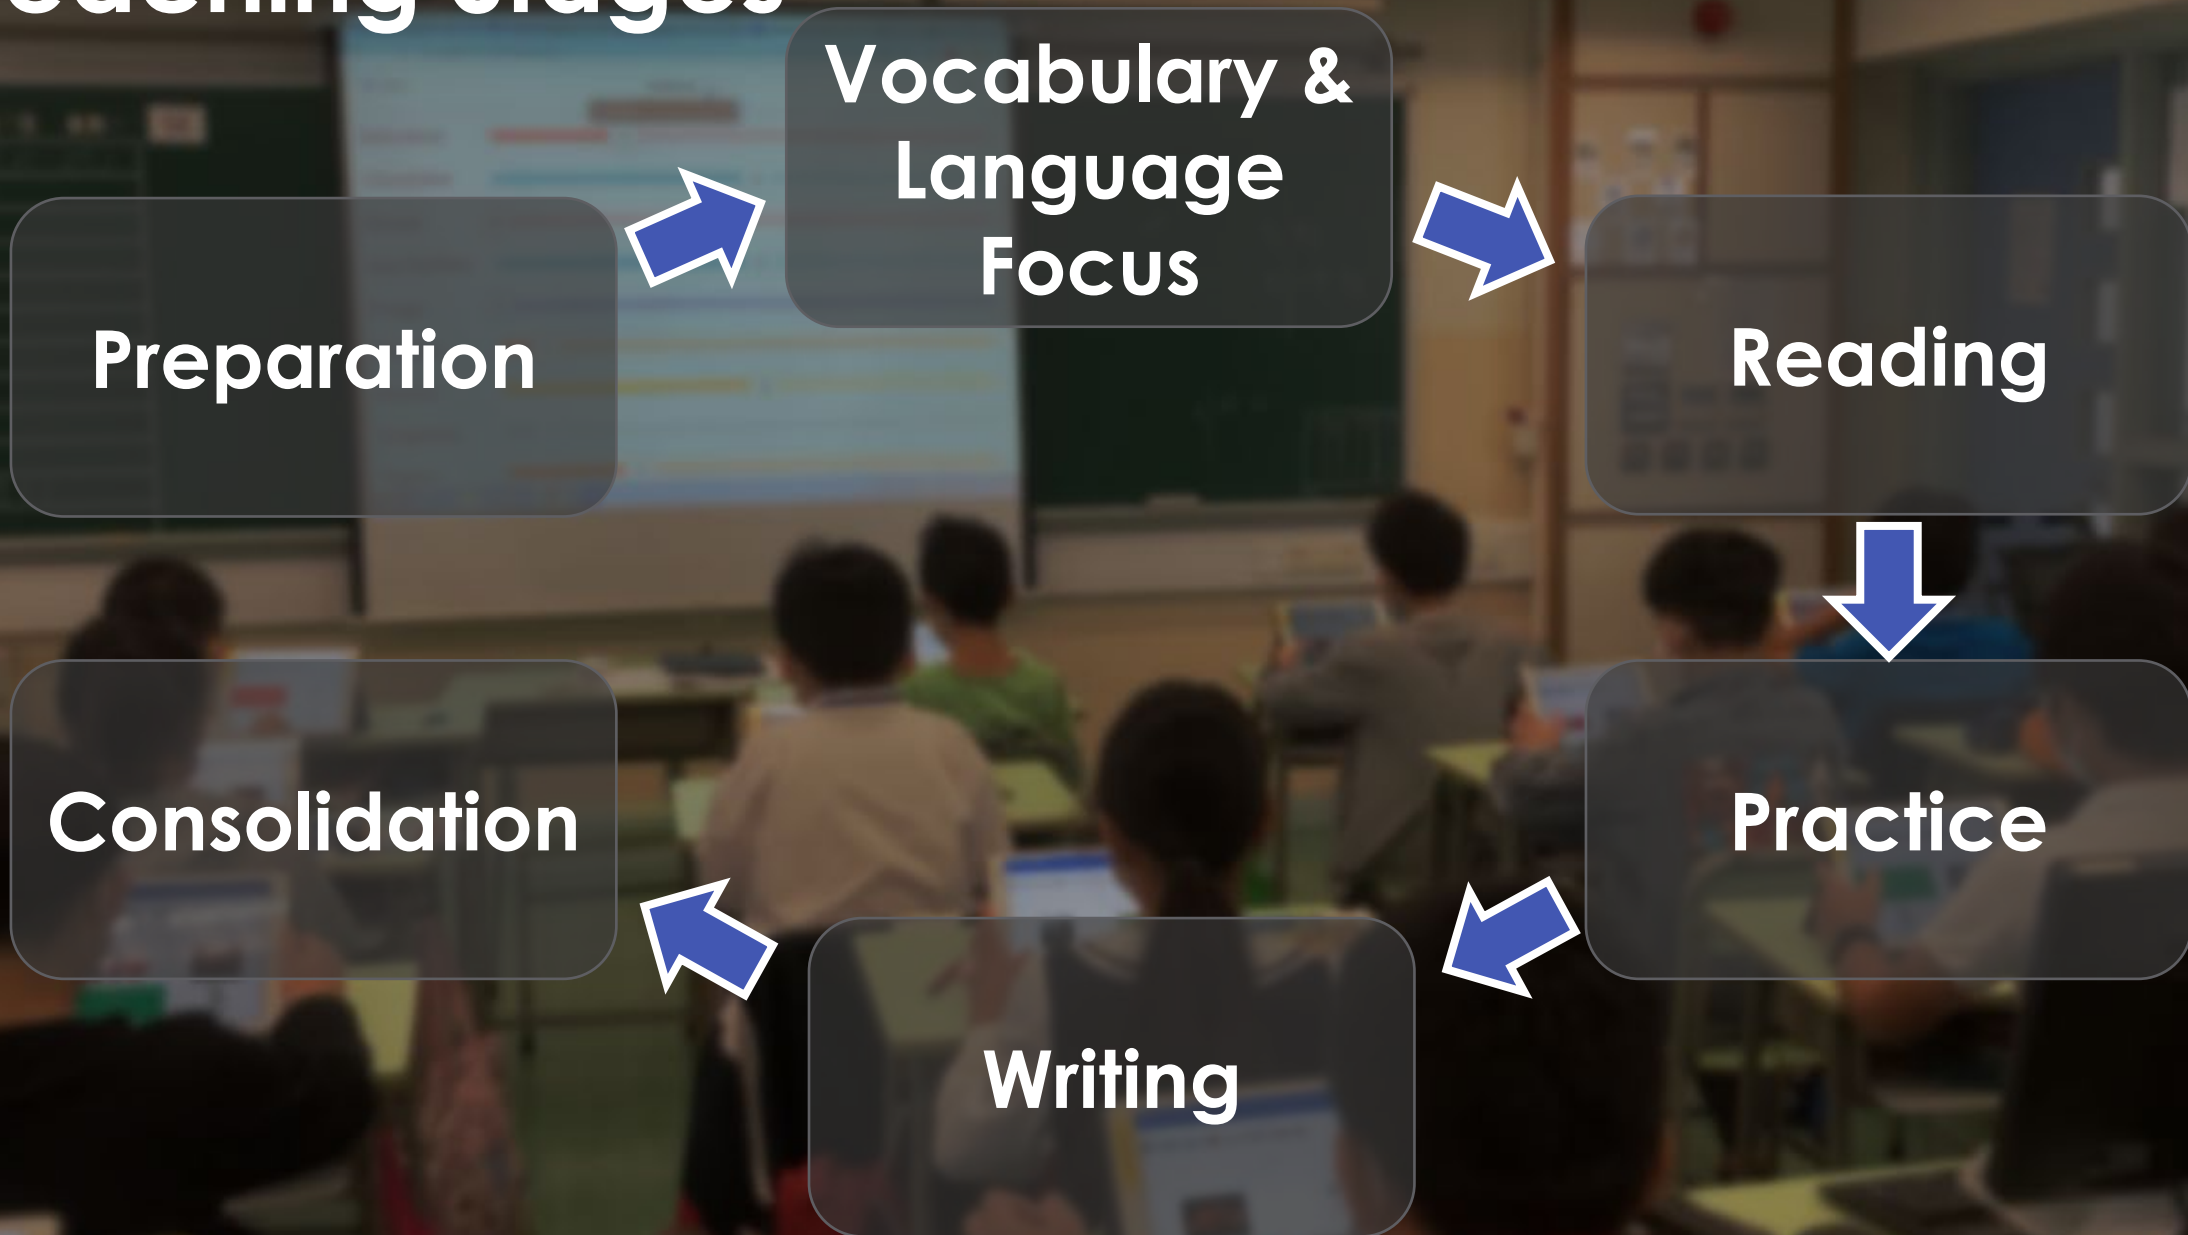 Vocabulary &
Language
Focus
Preparation
Reading
Consolidation
Practice
Writing